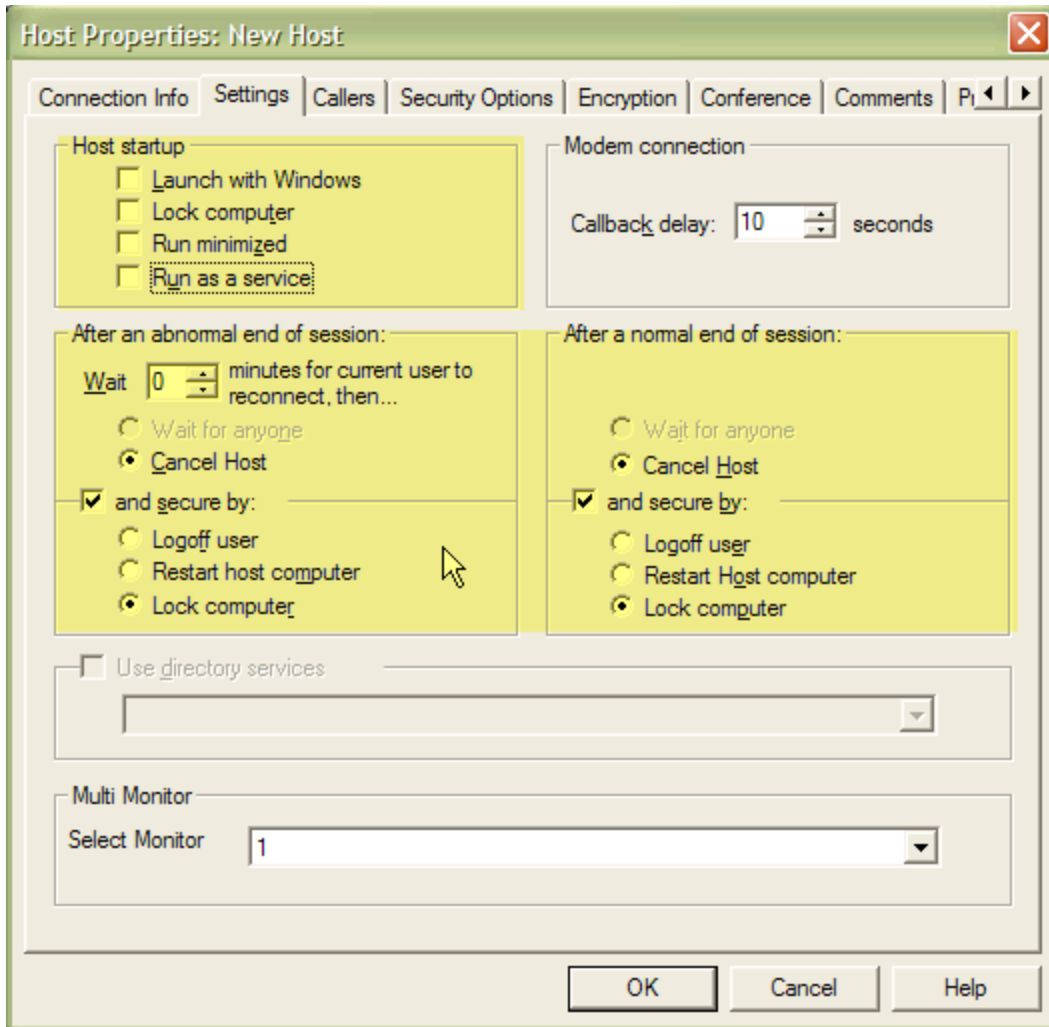 Host Properties: New Host
Connection Info Settings Callers Security Options Encryption Conference Comments
Host startup
Launch with Windows
Lock computer
Run minimized
Run as a service
Modem connection
Callback delay: 10 seconds
After an abnormal end of session:
Wait 0 minutes for current user to
reconnect, then...
Wait for anyone
Cancel Host
and secure by:
Logoff user
Restart host computer
Lock computer
After a normal end of session:
Wait for anyone
Cancel Host
and secure by:
Logoff user
Restart Host computer
Lock computer
Use directory services
Multi Monitor
Select Monitor 1
OK Cancel Help